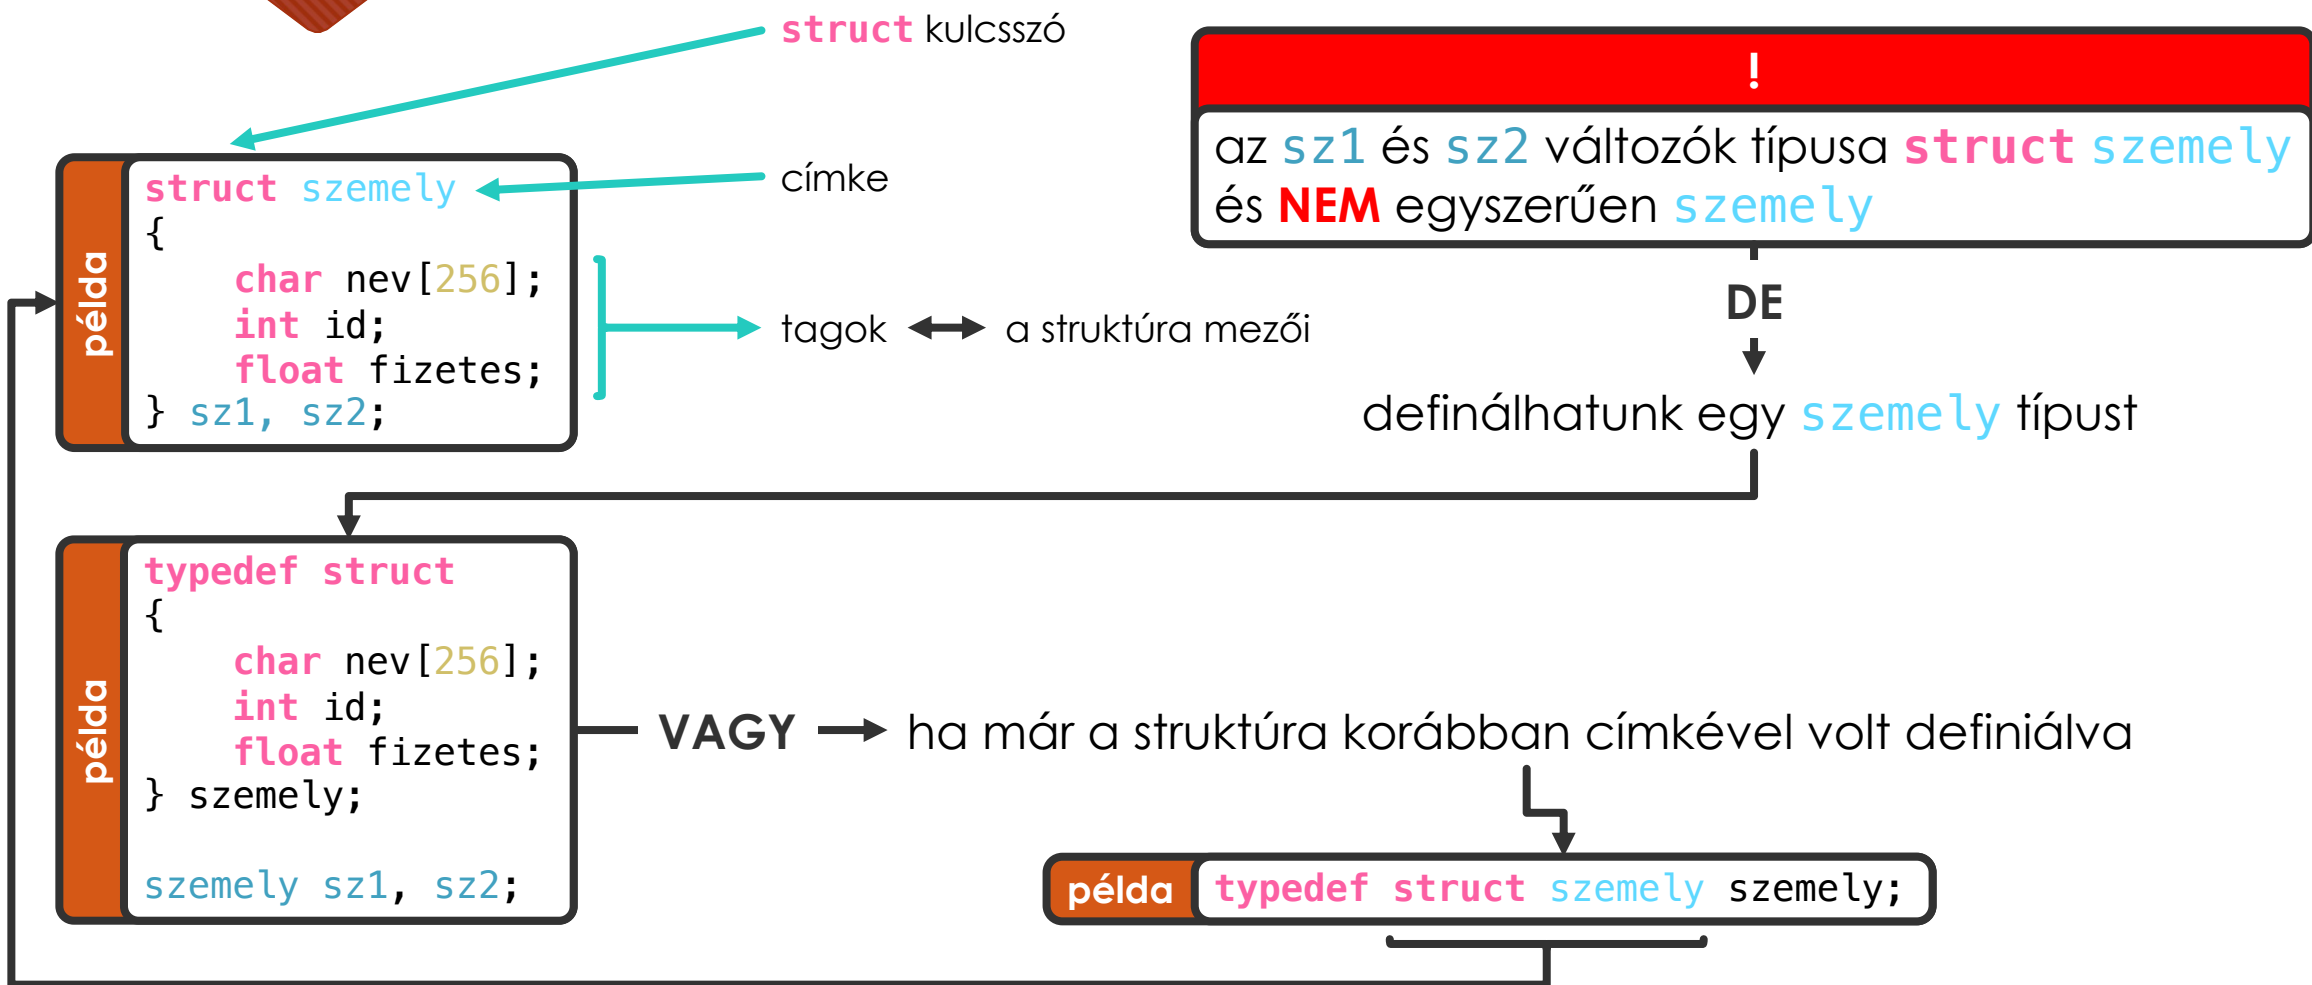 struct kulcsszó
címke
példa
struct szemely
{
    char nev[256];
    int id;
    float fizetes;
} sz1, sz2;
tagok
a struktúra mezői
!
az sz1 és sz2 változók típusa struct szemely
és NEM egyszerűen szemely
DE
definálhatunk egy szemely típust
példa
typedef struct
{
    char nev[256];
    int id;
    float fizetes;
} szemely;
szemely sz1, sz2;
VAGY
ha már a struktúra korábban címkével volt definiálva
példa
typedef struct szemely szemely;